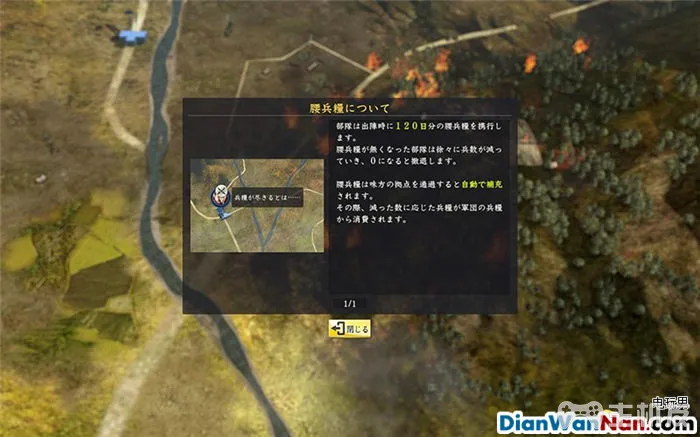 腰兵糧について
部隊は出陣時に120日分の腰兵糧を携行し
ます。
腰兵糧が無くなった部隊は徐々に兵数が減っ
ていき、0になると撤退します。
腰兵糧は味方の拠点を通過すると自動で補充
されます。
その際、減った数に応じた兵糧が軍団の兵糧
から消費されます。
兵糧が尽きるとは……
1/1
閉じる
电玩男
DianWanNan.com